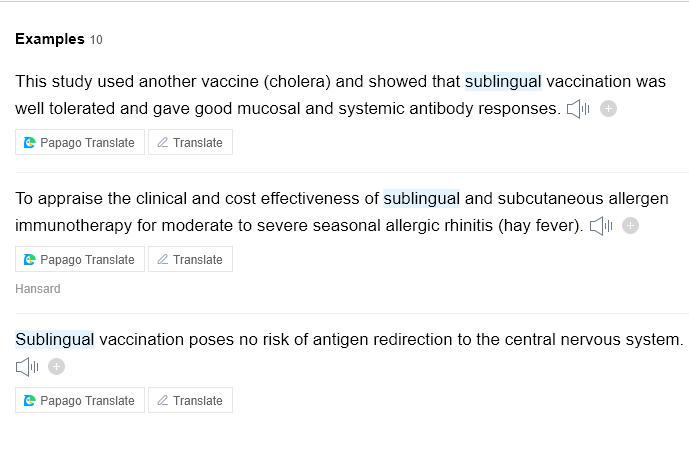 Examples 10
This study used another vaccine (cholera) and showed that sublingual vaccination was
well tolerated and gave good mucosal and systemic antibody responses.
Papago Translate Translate
To appraise the clinical and cost effectiveness of sublingual and subcutaneous allergen
immunotherapy for moderate to severe seasonal allergic rhinitis (hay fever).
Papago Translate Translate
Hansard
Sublingual vaccination poses no risk of antigen redirection to the central nervous system.
Papago Translate Translate